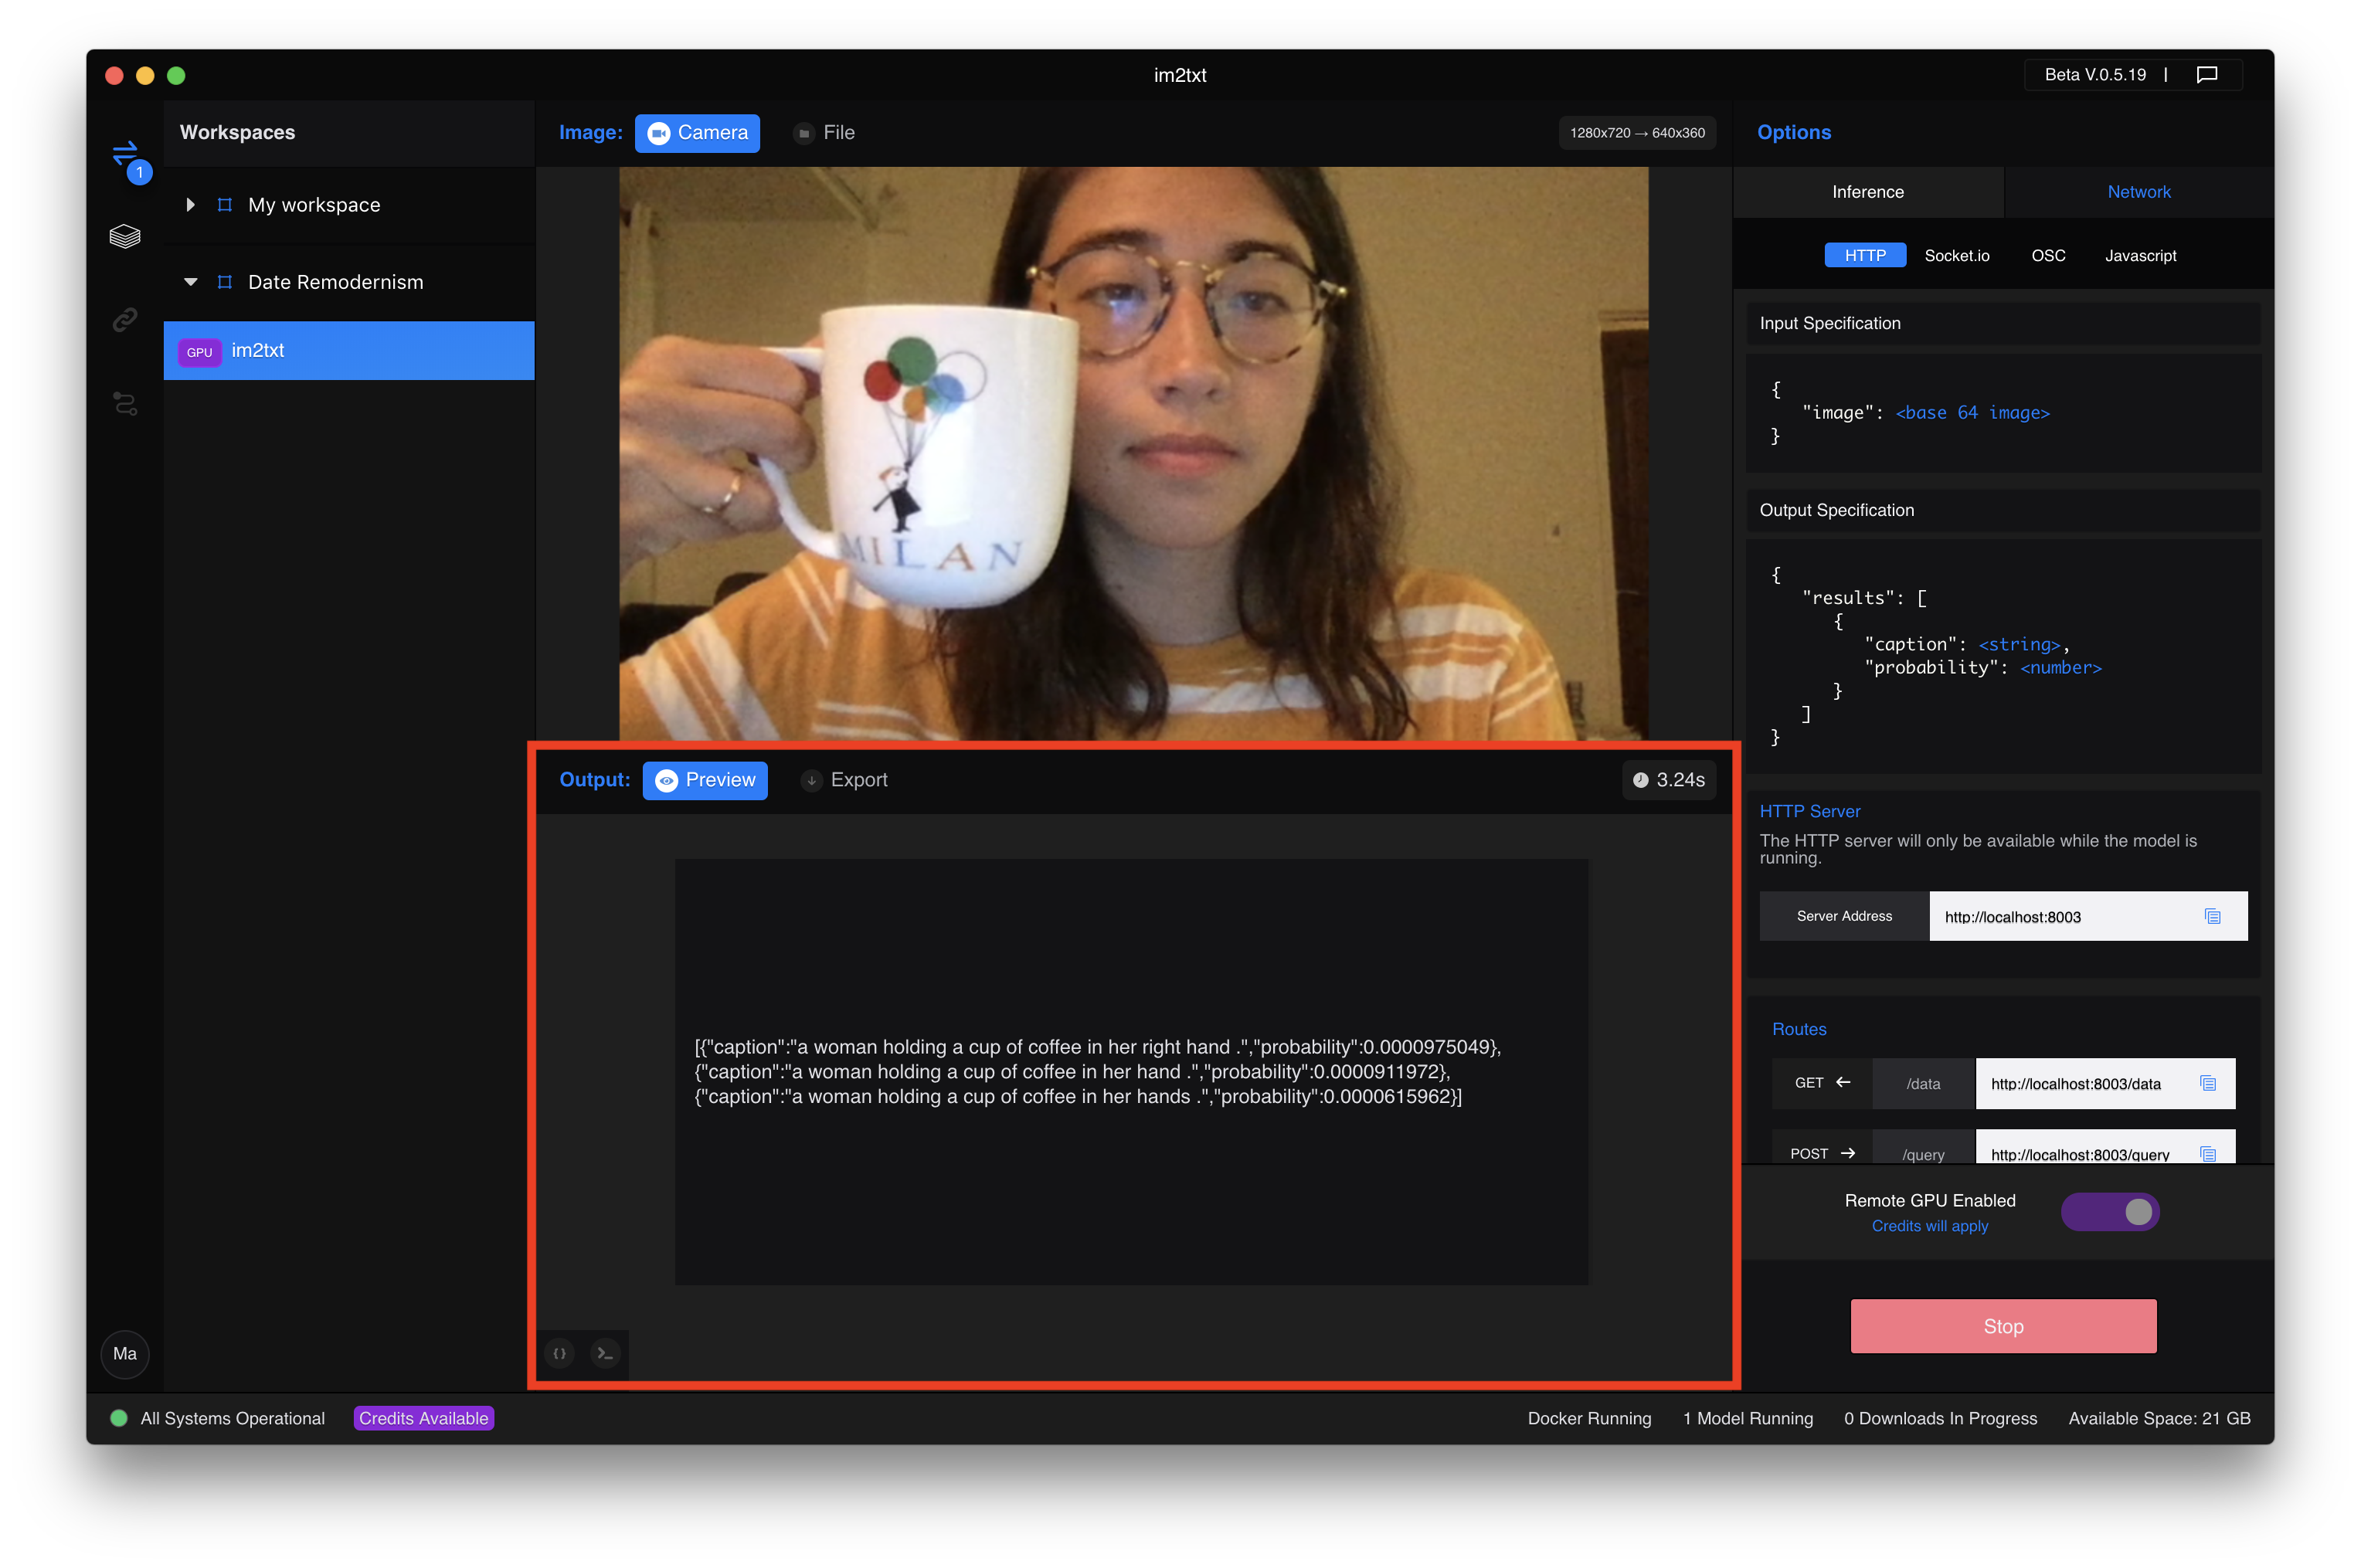 im2txt
Beta V.0.5.19 |
1
Workspaces
My workspace
Date Remodernism
GPU im2txt
Ma
Image: Camera File 1280x720 → 640x360
MILAN
Output: Preview Export 3.24s
[{"caption":"a woman holding a cup of coffee in her right hand .","probability":0.0000975049},
{"caption":"a woman holding a cup of coffee in her hand .","probability":0.0000911972},
{"caption":"a woman holding a cup of coffee in her hands .","probability":0.0000615962}]
{}
>_
Options
Inference Network
HTTP Socket.io OSC Javascript
Input Specification
{
"image": <base 64 image>
}
Output Specification
{
"results": [
{
"caption": <string>,
"probability": <number>
}
]
}
HTTP Server
The HTTP server will only be available while the model is
running.
Server Address http://localhost:8003
Routes
GET ← /data http://localhost:8003/data
POST → /query http://localhost:8003/query
Remote GPU Enabled
Credits will apply
Stop
All Systems Operational Credits Available Docker Running 1 Model Running 0 Downloads In Progress Available Space: 21 GB